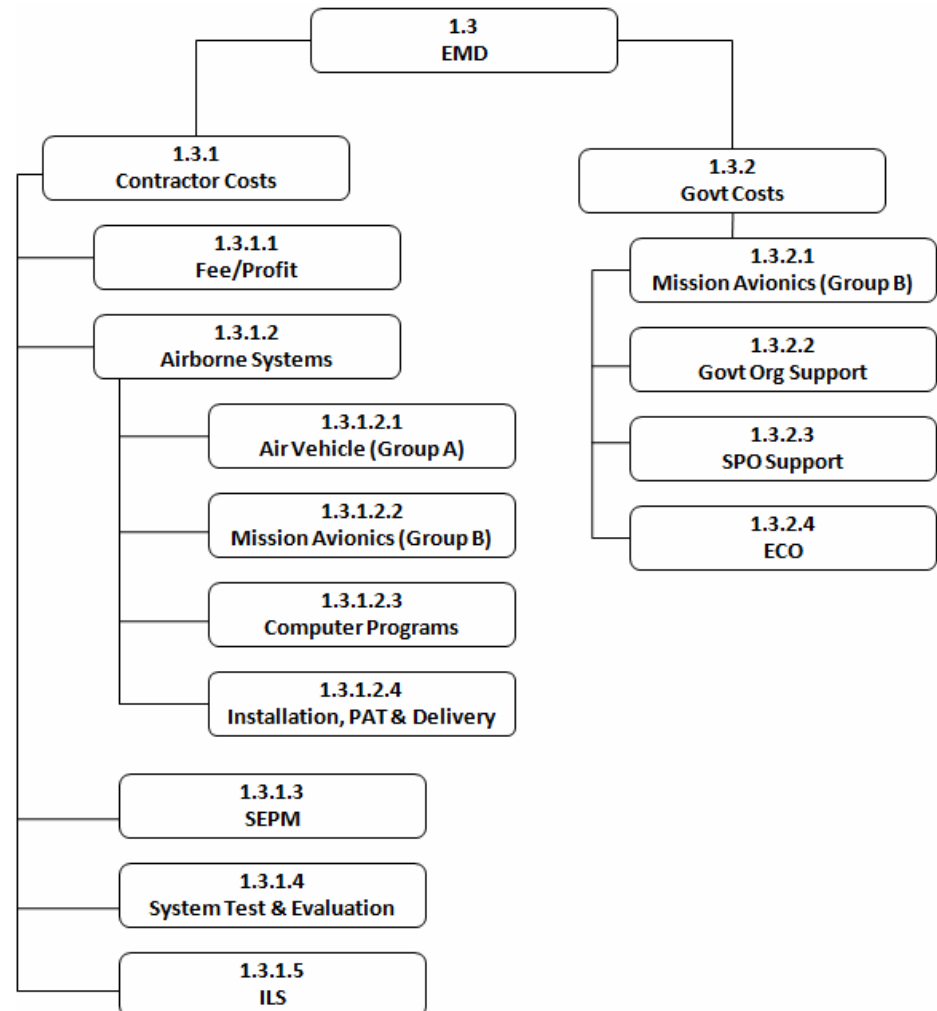 1.3
EMD
1.3.1
Contractor Costs
1.3.1.1
Fee/Profit
1.3.1.2
Airborne Systems
1.3.1.2.1
Air Vehicle (Group A)
1.3.1.2.2
Mission Avionics (Group B)
1.3.1.2.3
Computer Programs
1.3.1.2.4
Installation, PAT & Delivery
1.3.1.3
SEPM
1.3.1.4
System Test & Evaluation
1.3.1.5
ILS
1.3.2
Govt Costs
1.3.2.1
Mission Avionics (Group B)
1.3.2.2
Govt Org Support
1.3.2.3
SPO Support
1.3.2.4
ECO